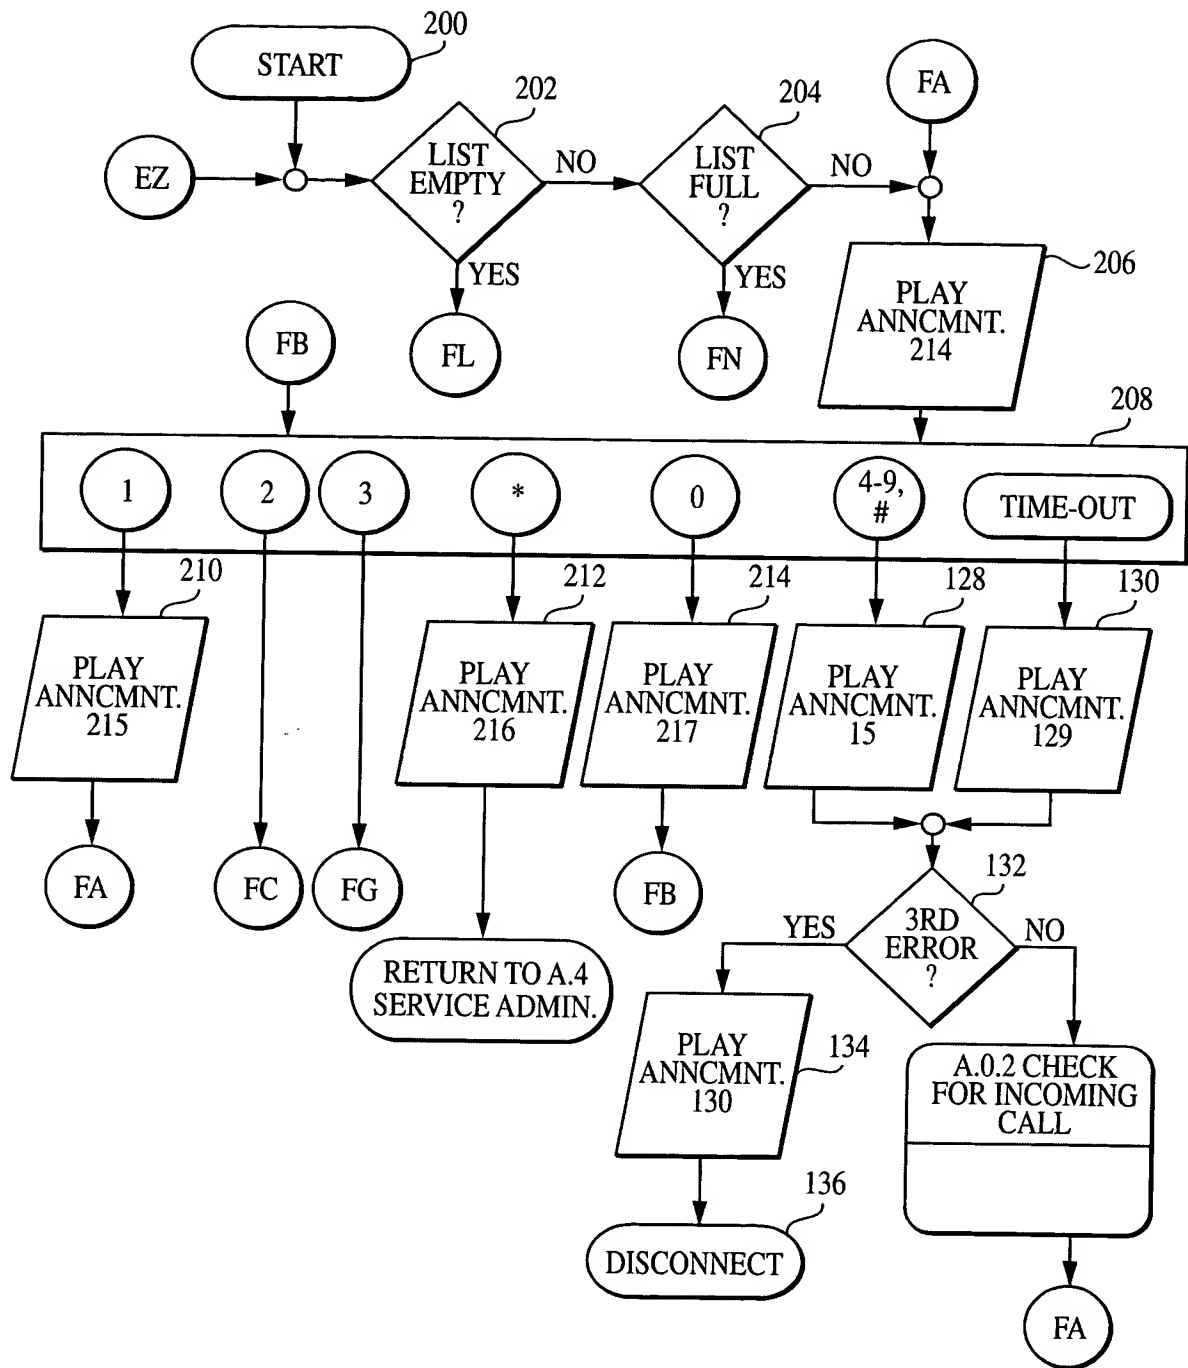 200
START
202
204
FA
EZ
LIST
EMPTY
?
NO
LIST
FULL
?
NO
YES
YES
206
FB
FL
FN
PLAY
ANNCMNT.
214
208
1
2
3
*
0
4-9,
#
TIME-OUT
210
212
214
128
130
PLAY
ANNCMNT.
215
PLAY
ANNCMNT.
216
PLAY
ANNCMNT.
217
PLAY
ANNCMNT.
15
PLAY
ANNCMNT.
129
FA
FC
FG
FB
132
YES
3RD
ERROR
?
NO
RETURN TO A.4
SERVICE ADMIN.
PLAY
ANNCMNT.
130
134
A.0.2 CHECK
FOR INCOMING
CALL
136
DISCONNECT
FA